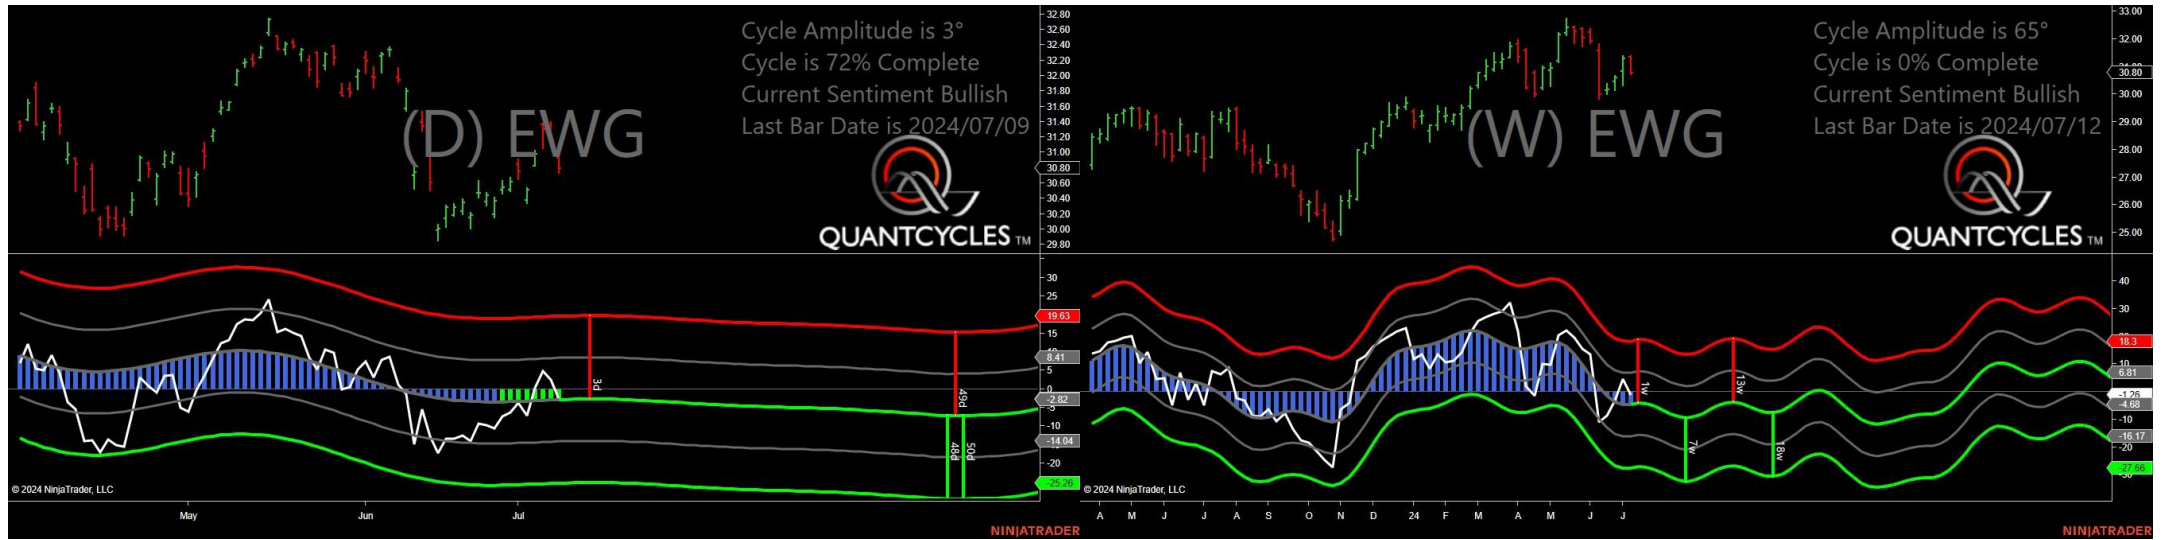 Cycle Amplitude is 3°
Cycle is 72% Complete
Current Sentiment Bullish
Last Bar Date is 2024/07/09
(D) EWG
QUANTCYCLES TM
32.80
32.60
32.40
32.20
32.00
31.80
31.60
31.40
31.20
31.00
30.80
30.60
30.40
30.20
30.00
29.80
30
25
19.63
15
8.41
5
0
-2.82
-5
-10
-14.04
-20
-25.26
3d
49d
48d
50d
© 2024 NinjaTrader, LLC
May Jun Jul
NINJATRADER
Cycle Amplitude is 65°
Cycle is 0% Complete
Current Sentiment Bullish
Last Bar Date is 2024/07/12
(W) EWG
QUANTCYCLES TM
33.00
32.00
30.80
30.00
29.00
28.00
27.00
26.00
25.00
40
30
18.3
10
6.81
-1.26
-4.68
-10
-16.17
-20
-27.66
1w
13w
7w
18w
© 2024 NinjaTrader, LLC
A M J J A S O N D 24 F M A M J J
NINJATRADER